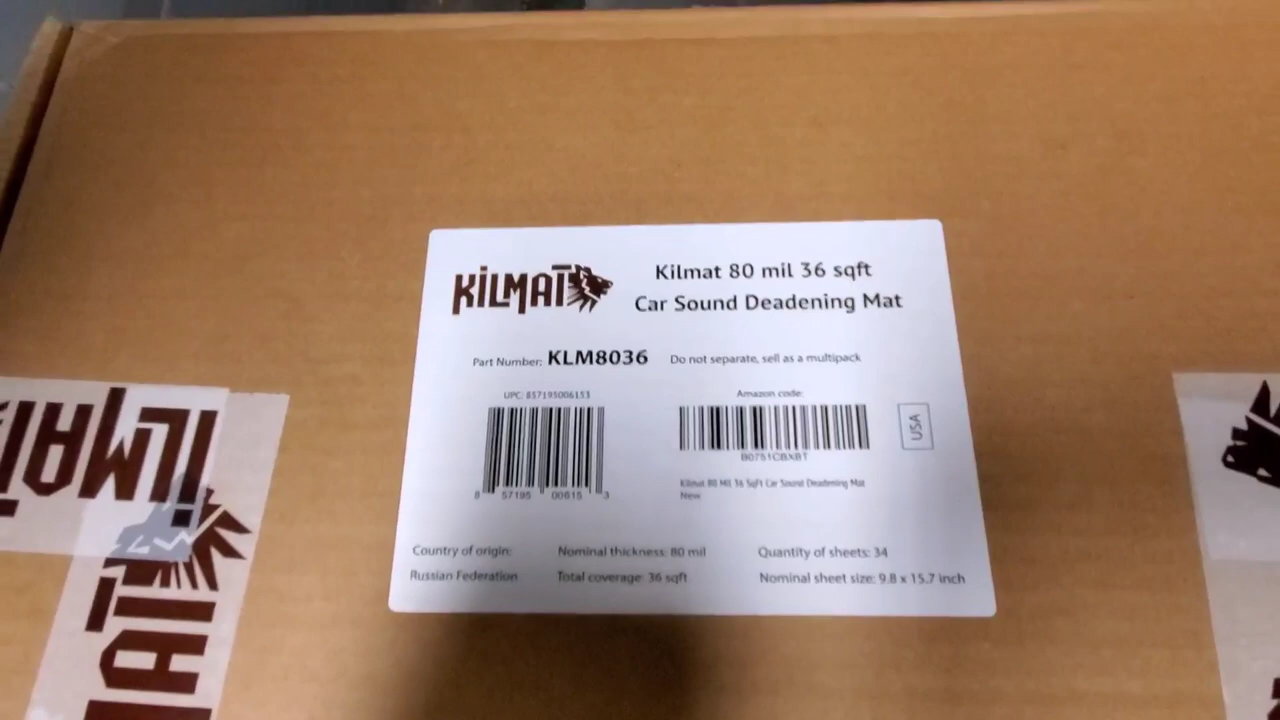 KiLMAT
Kilmat 80 mil 36 sqft
Car Sound Deadening Mat
Part Number: KLM8036
Do not separate, sell as a multipack
UPC: 857195006153
Amazon code:
8 57195 00615 3
B0751CBXBT
USA
Kilmat 80 Mil 36 SqFt Car Sound Deadening Mat
New
Country of origin:
Russian Federation
Nominal thickness: 80 mil
Total coverage: 36 sqft
Quantity of sheets: 34
Nominal sheet size: 9.8 x 15.7 inch
iLMAT